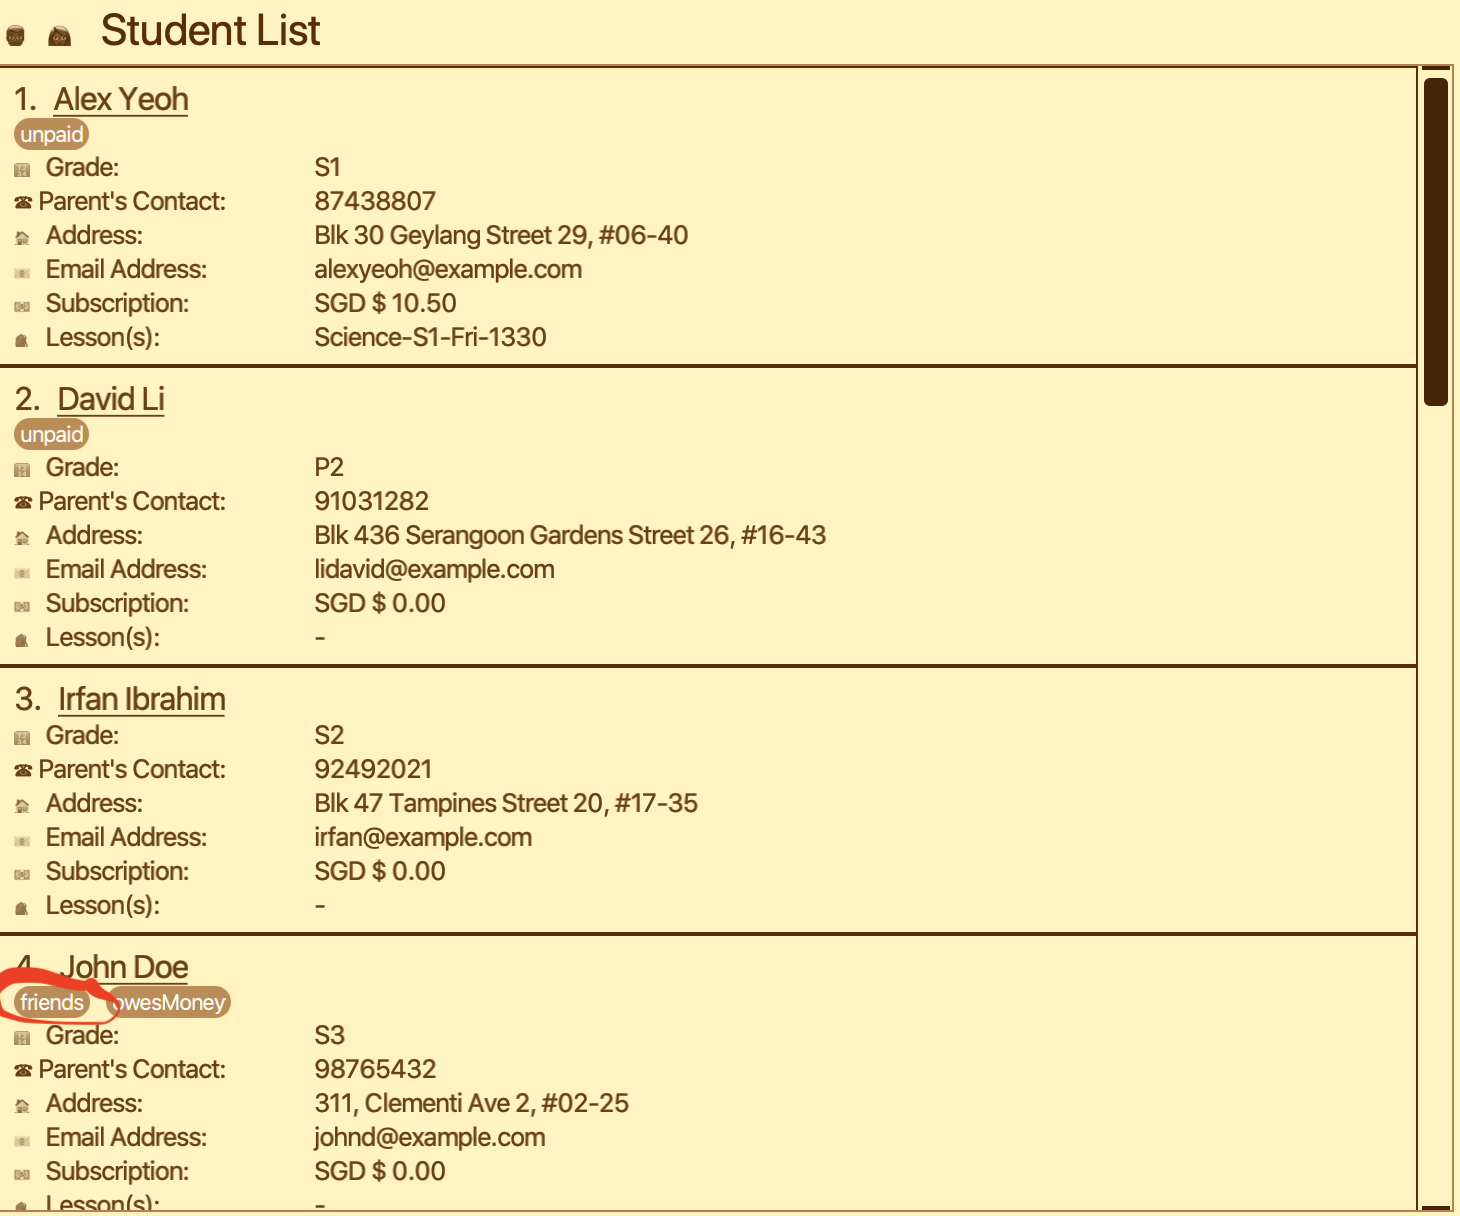 Student List
1. Alex Yeoh
unpaid
Grade: S1
Parent's Contact: 87438807
Address: Blk 30 Geylang Street 29, #06-40
Email Address: alexyeoh@example.com
Subscription: SGD $ 10.50
Lesson(s): Science-S1-Fri-1330
2. David Li
unpaid
Grade: P2
Parent's Contact: 91031282
Address: Blk 436 Serangoon Gardens Street 26, #16-43
Email Address: lidavid@example.com
Subscription: SGD $ 0.00
Lesson(s): -
3. Irfan Ibrahim
Grade: S2
Parent's Contact: 92492021
Address: Blk 47 Tampines Street 20, #17-35
Email Address: irfan@example.com
Subscription: SGD $ 0.00
Lesson(s): -
4. John Doe
friends owesMoney
Grade: S3
Parent's Contact: 98765432
Address: 311, Clementi Ave 2, #02-25
Email Address: johnd@example.com
Subscription: SGD $ 0.00
Lesson(s): -